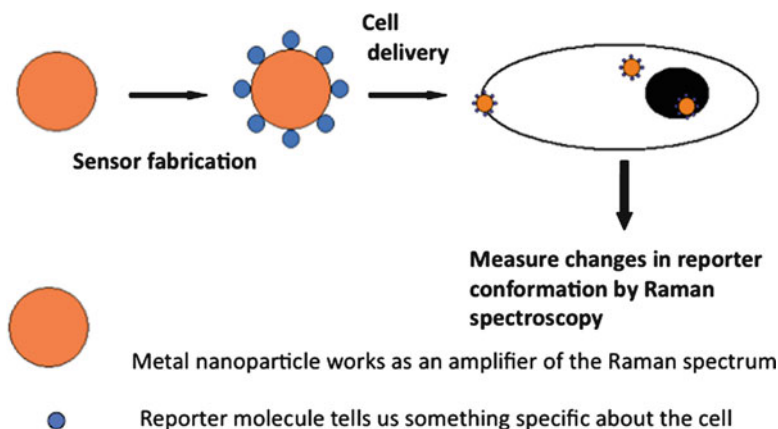 Cell
delivery
Sensor fabrication
Measure changes in reporter
conformation by Raman
spectroscopy
Metal nanoparticle works as an amplifier of the Raman spectrum
Reporter molecule tells us something specific about the cell